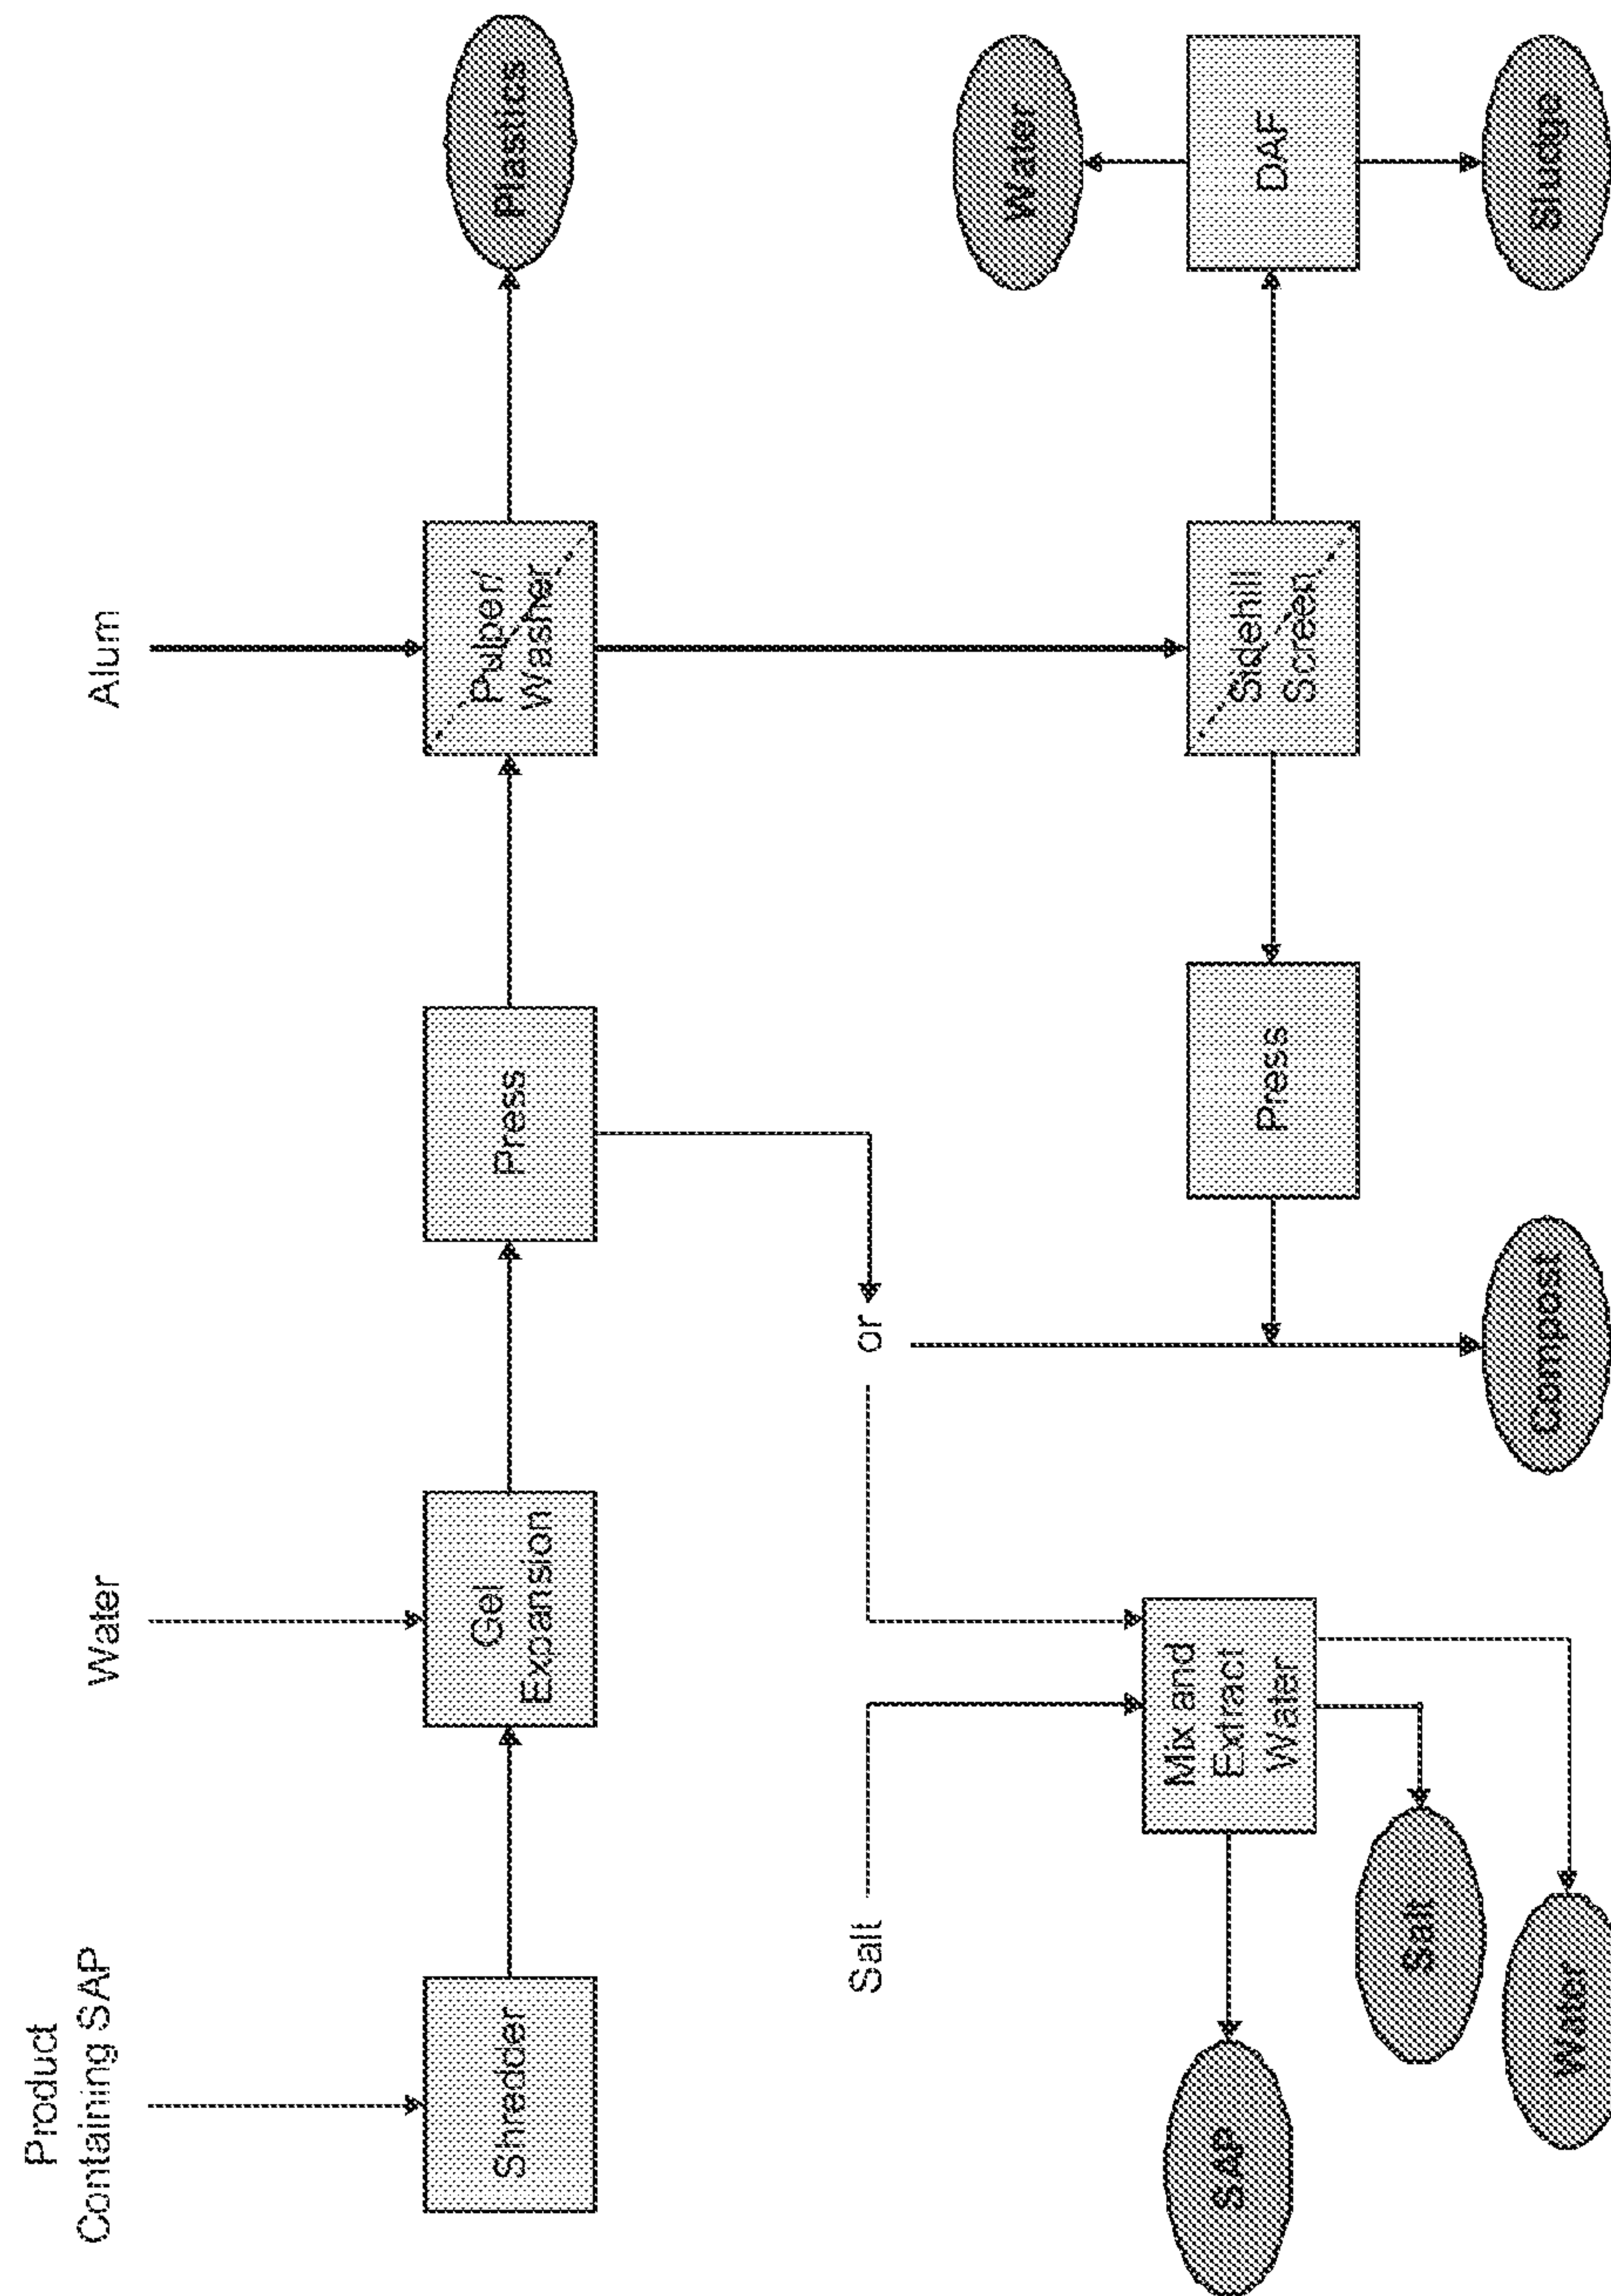 Product
Containing SAP
Water
Alum
Shredder
Gel
Expansion
Press
Pulper/
Washer
Plastics
Salt
or
Water
SAP
Mix and
Extract
Water
Press
Sidehill
Screen
DAF
Salt
Water
Compost
Sludge